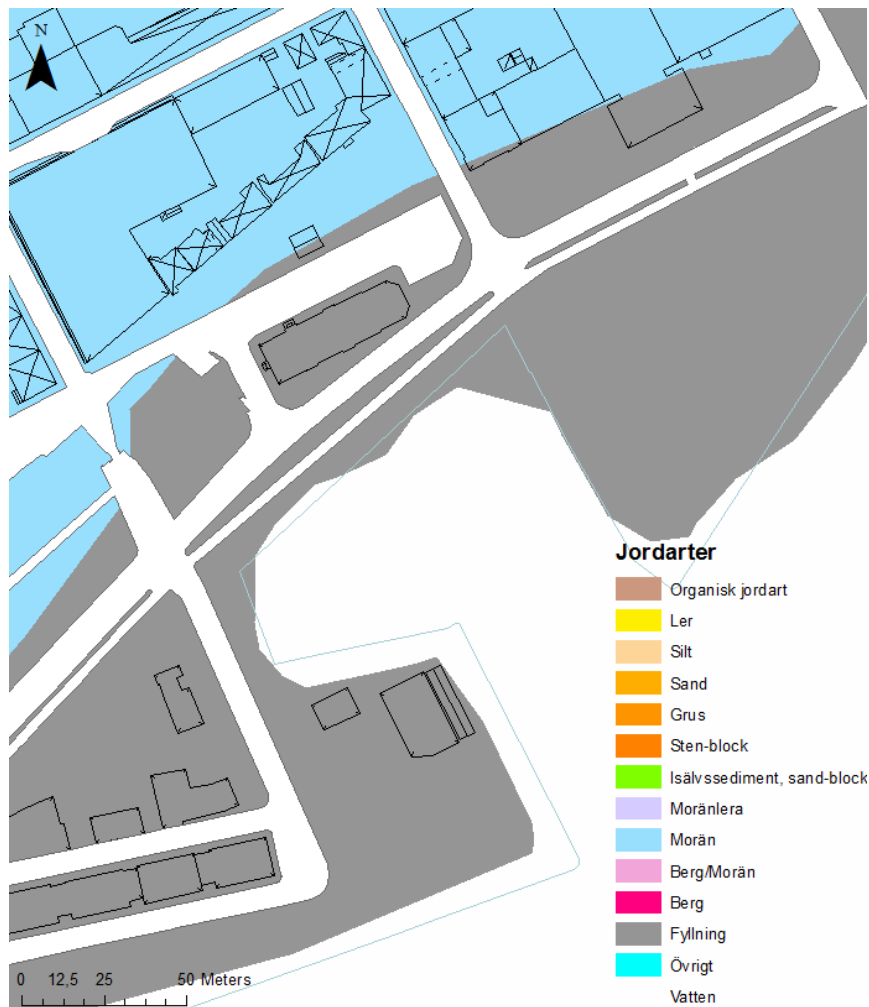 N
Jordarter
Organisk jordart
Ler
Silt
Sand
Grus
Sten-block
Isälvssediment, sand-block
Moränlera
Morän
Berg/Morän
Berg
Fyllning
Övrigt
Vatten
0 12,5 25 50 Meters